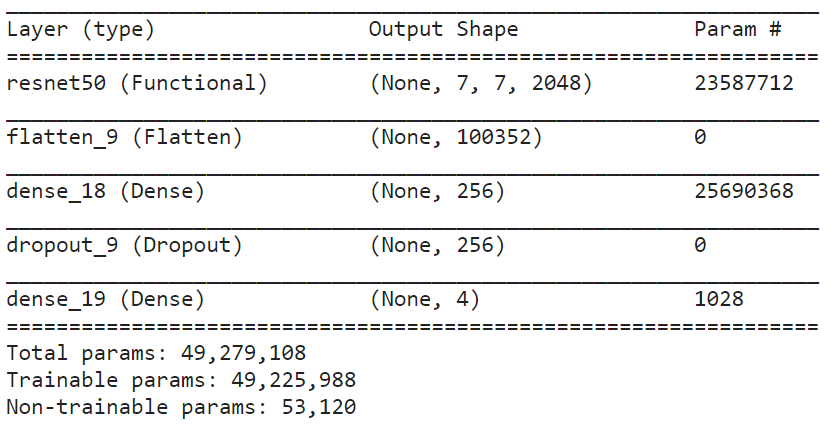 _________________________________________________________________
Layer (type)                 Output Shape              Param #
=================================================================
resnet50 (Functional)        (None, 7, 7, 2048)        23587712
_________________________________________________________________
flatten_9 (Flatten)          (None, 100352)            0
_________________________________________________________________
dense_18 (Dense)             (None, 256)               25690368
_________________________________________________________________
dropout_9 (Dropout)          (None, 256)               0
_________________________________________________________________
dense_19 (Dense)             (None, 4)                 1028
=================================================================
Total params: 49,279,108
Trainable params: 49,225,988
Non-trainable params: 53,120